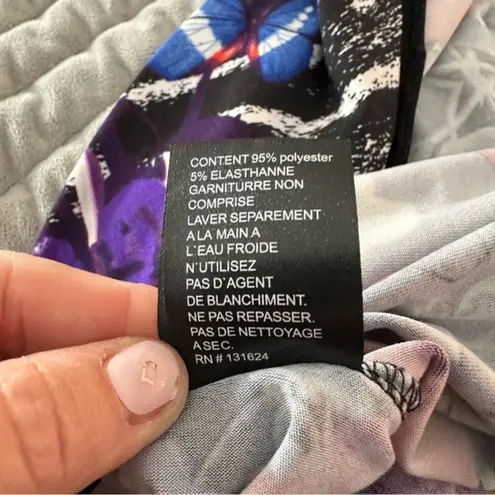 CONTENT 95% polyester
5% ELASTHANNE
GARNITURRE NON
COMPRISE
LAVER SEPAREMENT
A LA MAIN A
L'EAU FROIDE
N'UTILISEZ
PAS D'AGENT
DE BLANCHIMENT.
NE PAS REPASSER.
PAS DE NETTOYAGE
A SEC.
RN # 131624